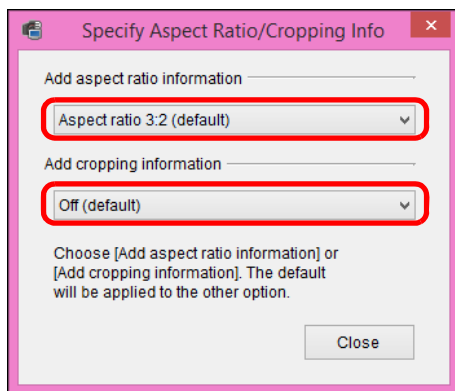 Specify Aspect Ratio/Cropping Info
Add aspect ratio information
Aspect ratio 3:2 (default)
Add cropping information
Off (default)
Choose [Add aspect ratio information] or
[Add cropping information]. The default
will be applied to the other option.
Close